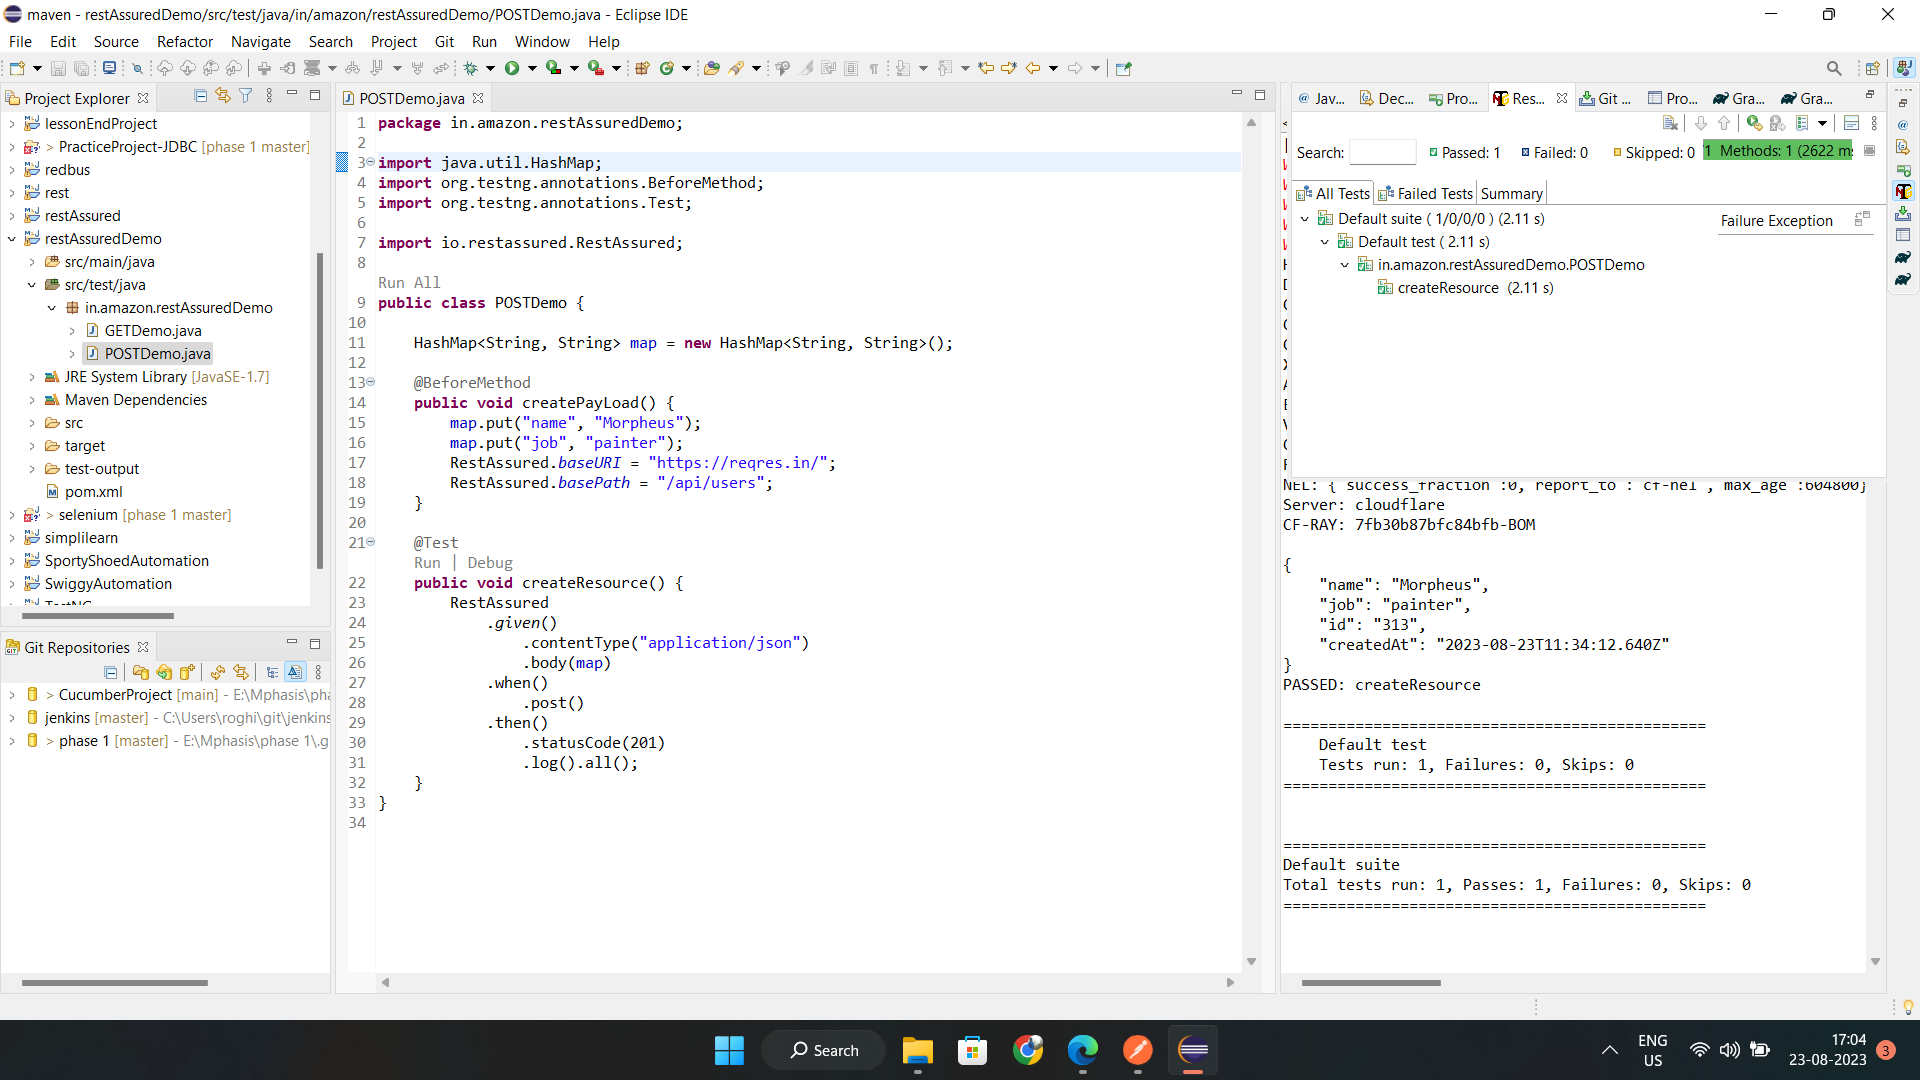 maven - restAssuredDemo/src/test/java/in/amazon/restAssuredDemo/POSTDemo.java - Eclipse IDE
File Edit Source Refactor Navigate Search Project Git Run Window Help
Project Explorer
lessonEndProject
> PracticeProject-JDBC [phase 1 master]
redbus
rest
restAssured
restAssuredDemo
src/main/java
src/test/java
in.amazon.restAssuredDemo
GETDemo.java
POSTDemo.java
JRE System Library [JavaSE-1.7]
Maven Dependencies
src
target
test-output
pom.xml
> selenium [phase 1 master]
simplilearn
SportyShoedAutomation
SwiggyAutomation
TestNG
Git Repositories
> CucumberProject [main] - E:\Mphasis\pha
jenkins [master] - C:\Users\roghi\git\jenkins
> phase 1 [master] - E:\Mphasis\phase 1\.g
POSTDemo.java
1 package in.amazon.restAssuredDemo;
2
3 import java.util.HashMap;
4 import org.testng.annotations.BeforeMethod;
5 import org.testng.annotations.Test;
6
7 import io.restassured.RestAssured;
8
Run All
9 public class POSTDemo {
10
11 HashMap<String, String> map = new HashMap<String, String>();
12
13 @BeforeMethod
14 public void createPayLoad() {
15 map.put("name", "Morpheus");
16 map.put("job", "painter");
17 RestAssured.baseURI = "https://reqres.in/";
18 RestAssured.basePath = "/api/users";
19 }
20
21 @Test
Run | Debug
22 public void createResource() {
23 RestAssured
24 .given()
25 .contentType("application/json")
26 .body(map)
27 .when()
28 .post()
29 .then()
30 .statusCode(201)
31 .log().all();
32 }
33 }
34
Jav... Dec... Pro... Res... Git ... Pro... Gra... Gra...
Search: Passed: 1 Failed: 0 Skipped: 0 Methods: 1 (2622 ms
All Tests Failed Tests Summary
Default suite ( 1/0/0/0 ) (2.11 s)
Failure Exception
Default test ( 2.11 s)
in.amazon.restAssuredDemo.POSTDemo
createResource (2.11 s)
NEL: {"success_fraction":0,"report_to":"cf-nel","max_age":604800}
Server: cloudflare
CF-RAY: 7fb30b87bfc84bfb-BOM
{
"name": "Morpheus",
"job": "painter",
"id": "313",
"createdAt": "2023-08-23T11:34:12.640Z"
}
PASSED: createResource
===============================================
Default test
Tests run: 1, Failures: 0, Skips: 0
===============================================
===============================================
Default suite
Total tests run: 1, Passes: 1, Failures: 0, Skips: 0
===============================================
Search
ENG
US
17:04
23-08-2023
3